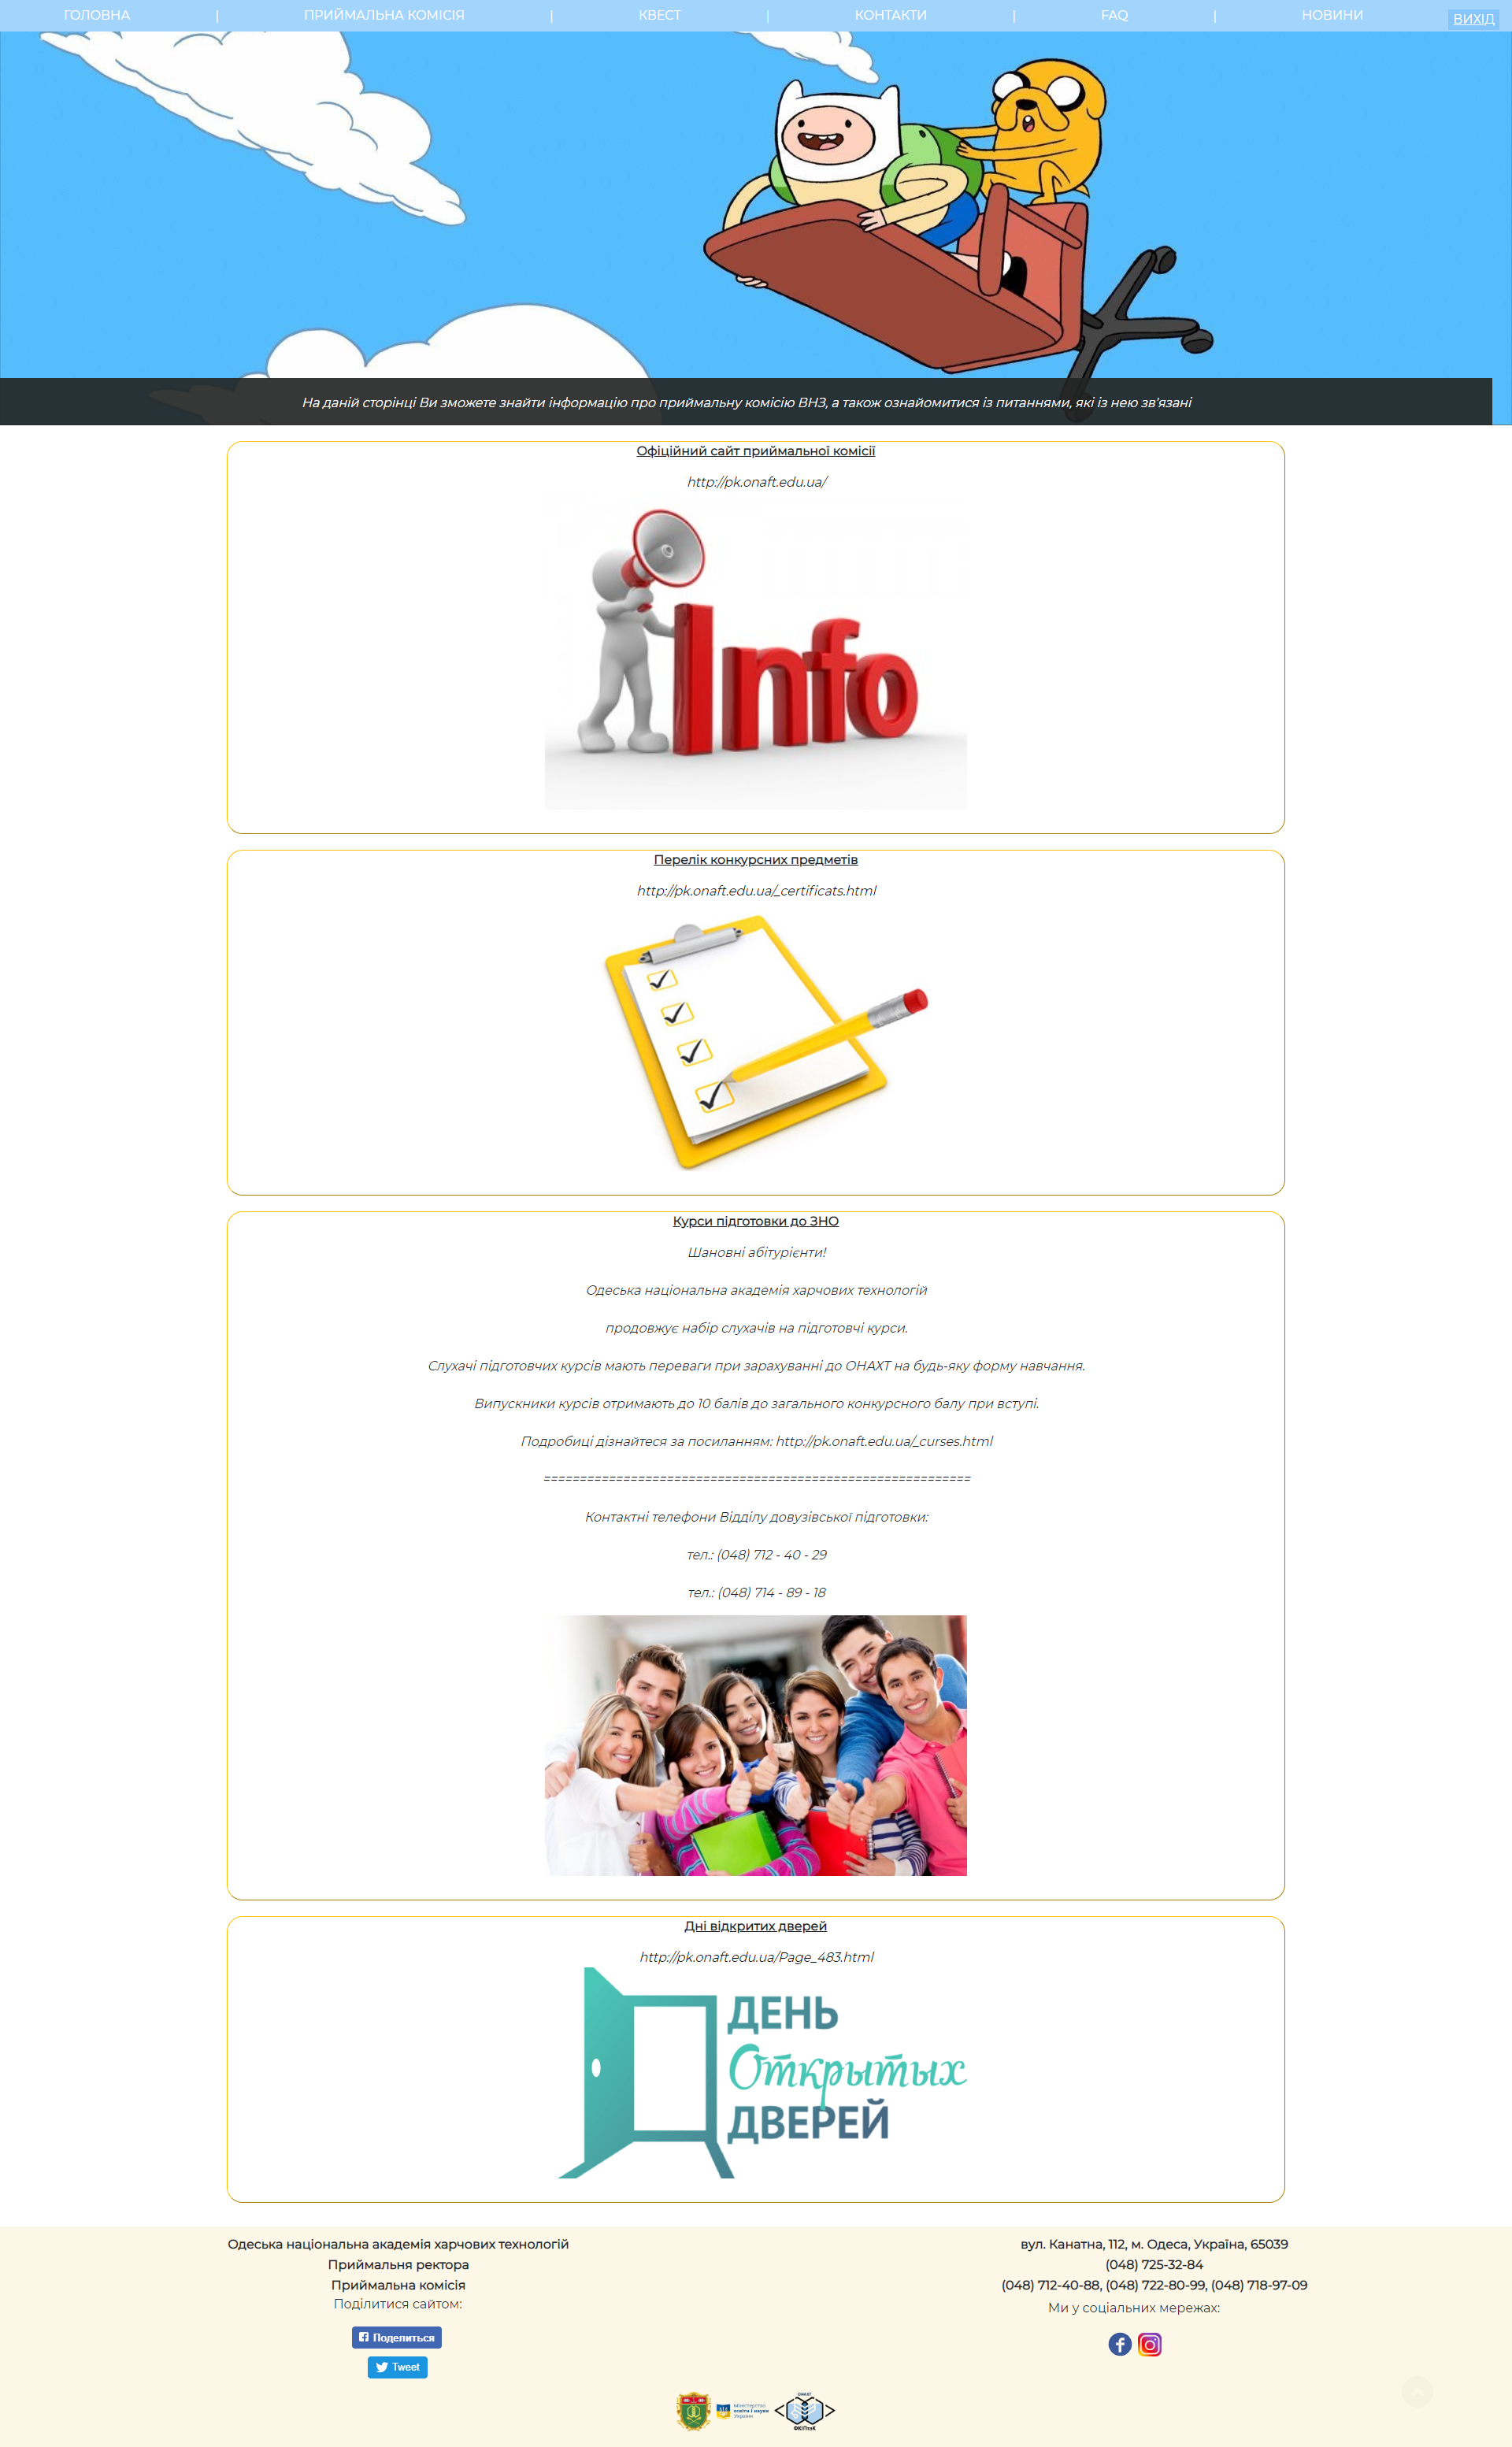 ГОЛОВНА | ПРИЙМАЛЬНА КОМІСІЯ | КВЕСТ | КОНТАКТИ | FAQ | НОВИНИ ВИХІД
На даній сторінці Ви зможете знайти інформацію про приймальну комісію ВНЗ, а також ознайомитися із питаннями, які із нею зв'язані
Офіційний сайт приймальної комісії
http://pk.onaft.edu.ua/
Info
Перелік конкурсних предметів
http://pk.onaft.edu.ua/_certificats.html
Курси підготовки до ЗНО
Шановні абітурієнти!
Одеська національна академія харчових технологій
продовжує набір слухачів на підготовчі курси.
Слухачі підготовчих курсів мають переваги при зарахуванні до ОНАХТ на будь-яку форму навчання.
Випускники курсів отримають до 10 балів до загального конкурсного балу при вступі.
Подробиці дізнайтеся за посиланням: http://pk.onaft.edu.ua/_curses.html
===========================================================
Контактні телефони Відділу довузівської підготовки:
тел.: (048) 712 - 40 - 29
тел.: (048) 714 - 89 - 18
Дні відкритих дверей
http://pk.onaft.edu.ua/Page_483.html
ДЕНЬ
Открытых
ДВЕРЕЙ
Одеська національна академія харчових технологій
Приймальня ректора
Приймальна комісія
Поділитися сайтом:
Поделиться
Tweet
вул. Канатна, 112, м. Одеса, Україна, 65039
(048) 725-32-84
(048) 712-40-88, (048) 722-80-99, (048) 718-97-09
Ми у соціальних мережах:
Міністерство
освіти і науки
України
ОНАХТ